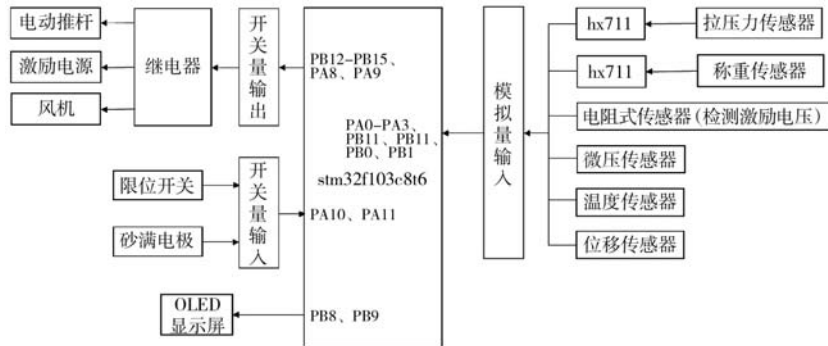 电动推杆
激励电源
风机
继电器
开关量输出
限位开关
砂满电极
开关量输入
OLED
显示屏
PB12-PB15、
PA8、PA9
PA0-PA3、
PB11、PB11、
PB0、PB1
stm32f103c8t6
PA10、PA11
PB8、PB9
模拟量输入
hx711
拉压力传感器
hx711
称重传感器
电阻式传感器(检测激励电压)
微压传感器
温度传感器
位移传感器